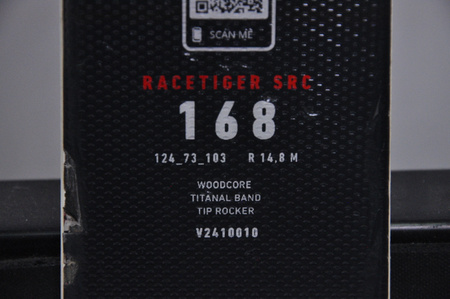 SCAN ME
RACETIGER SRC
168
124_73_103 R 14,8 M
WOODCORE
TITANAL BAND
TIP ROCKER
V2410010